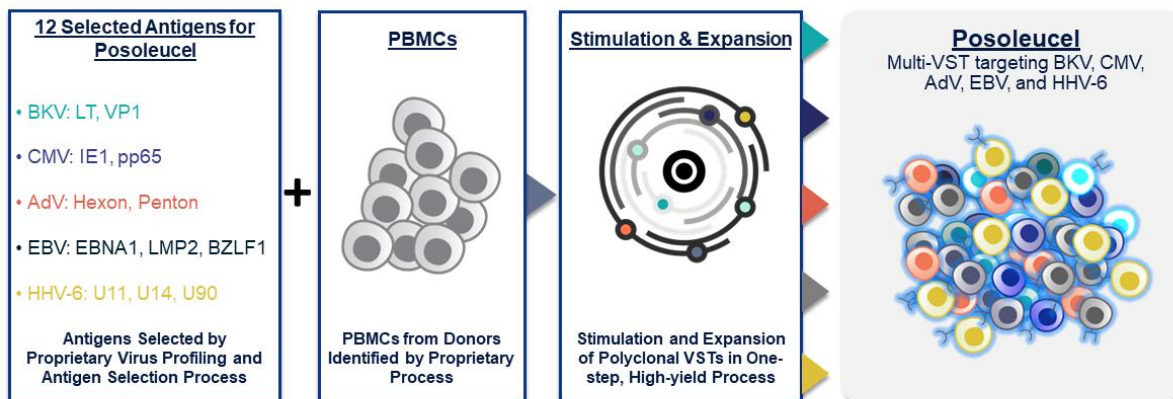 12 Selected Antigens for
Posoleucel
• BKV: LT, VP1
• CMV: IE1, pp65
• AdV: Hexon, Penton
• EBV: EBNA1, LMP2, BZLF1
• HHV-6: U11, U14, U90
Antigens Selected by
Proprietary Virus Profiling and
Antigen Selection Process
+
PBMCs
PBMCs from Donors
Identified by Proprietary
Process
Stimulation & Expansion
Stimulation and Expansion
of Polyclonal VSTs in One-
step, High-yield Process
Posoleucel
Multi-VST targeting BKV, CMV,
AdV, EBV, and HHV-6